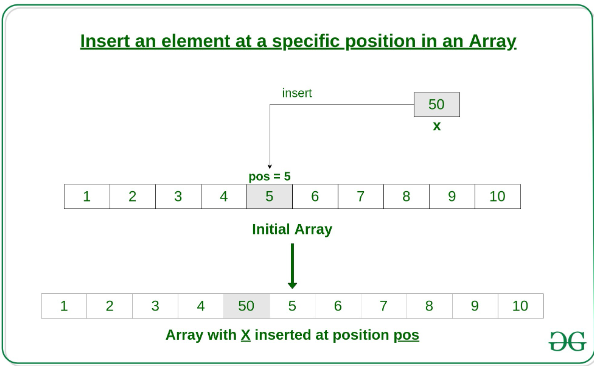 Insert an element at a specific position in an Array
insert
50
x
pos = 5
1 2 3 4 5 6 7 8 9 10
Initial Array
1 2 3 4 50 5 6 7 8 9 10
Array with X inserted at position pos
GG